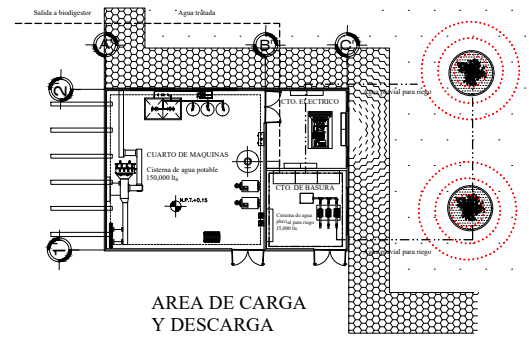 Salida a biodigestor
Agua tratada
A'
B'
C'
2'
1'
Agua pluvial para riego
CTO. ELECTRICO
CUARTO DE MAQUINAS
Cisterna de agua potable
150,000 lts
CTO. DE BASURA
N.P.T.+0.15
Cisterna de agua
pluvial para riego
35,000 lts
Agua pluvial para riego
AREA DE CARGA
Y DESCARGA